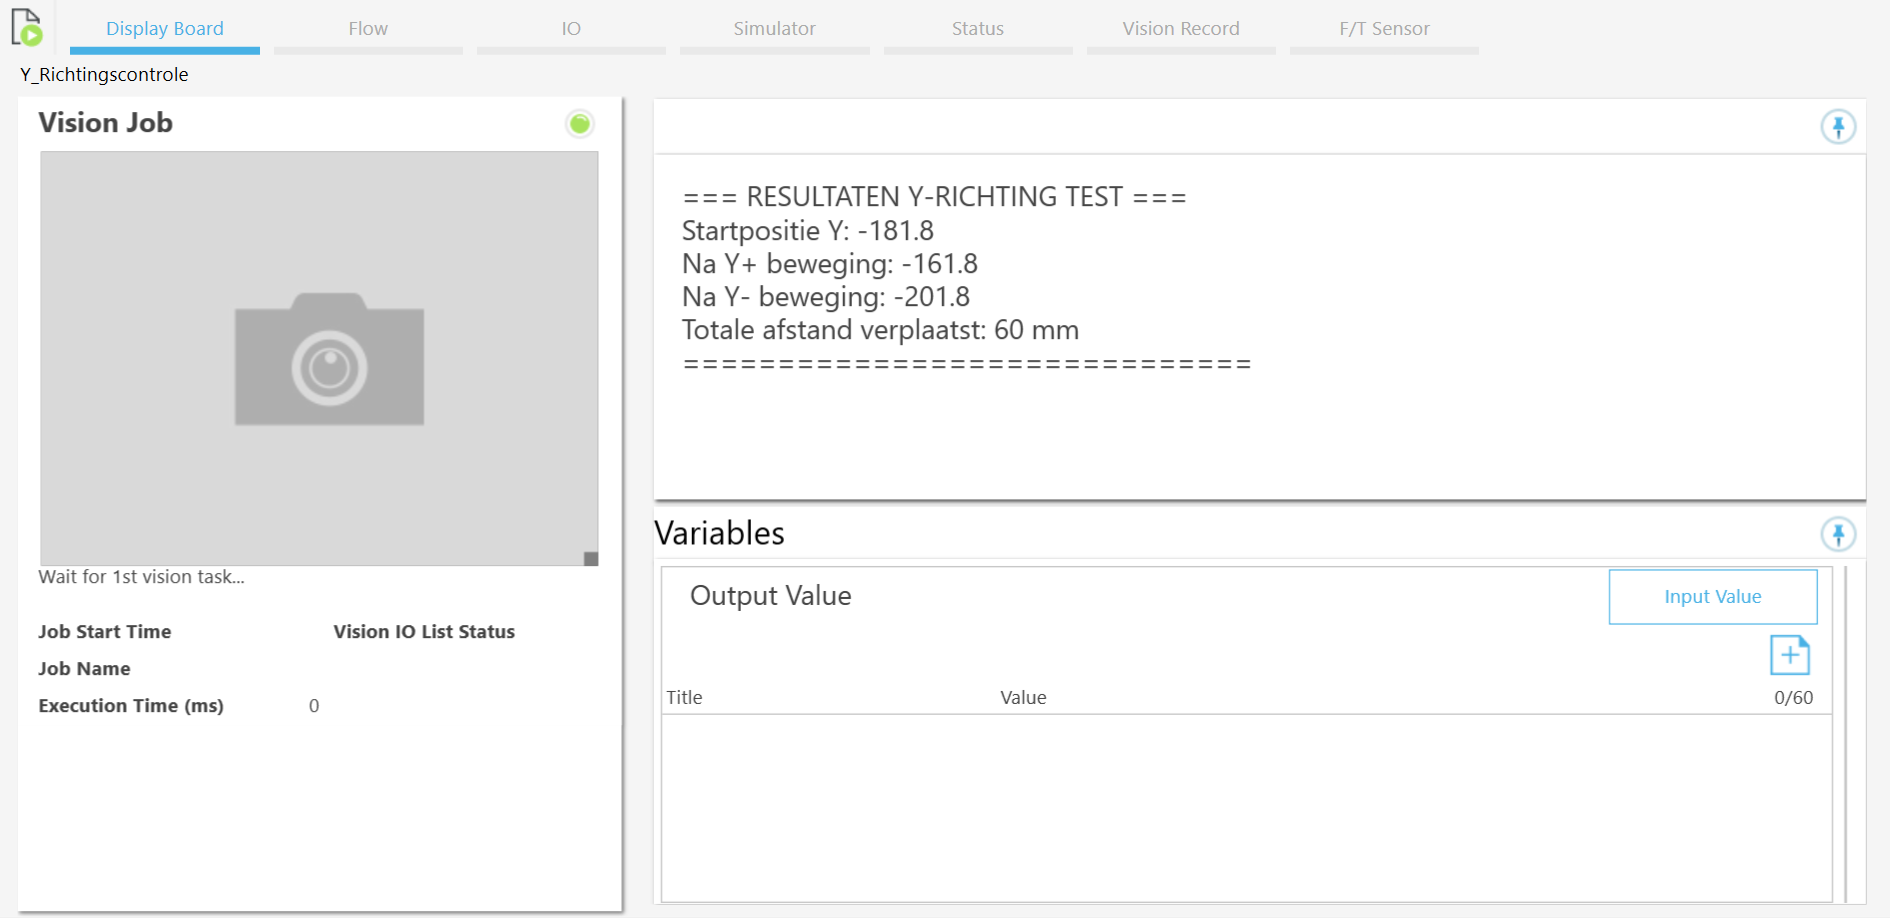 Display Board
Flow
IO
Simulator
Status
Vision Record
F/T Sensor
Y_Richtingscontrole
Vision Job
Wait for 1st vision task...
Job Start Time
Vision IO List Status
Job Name
Execution Time (ms)
0
=== RESULTATEN Y-RICHTING TEST ===
Startpositie Y: -181.8
Na Y+ beweging: -161.8
Na Y- beweging: -201.8
Totale afstand verplaatst: 60 mm
==============================
Variables
Output Value
Input Value
Title
Value
0/60